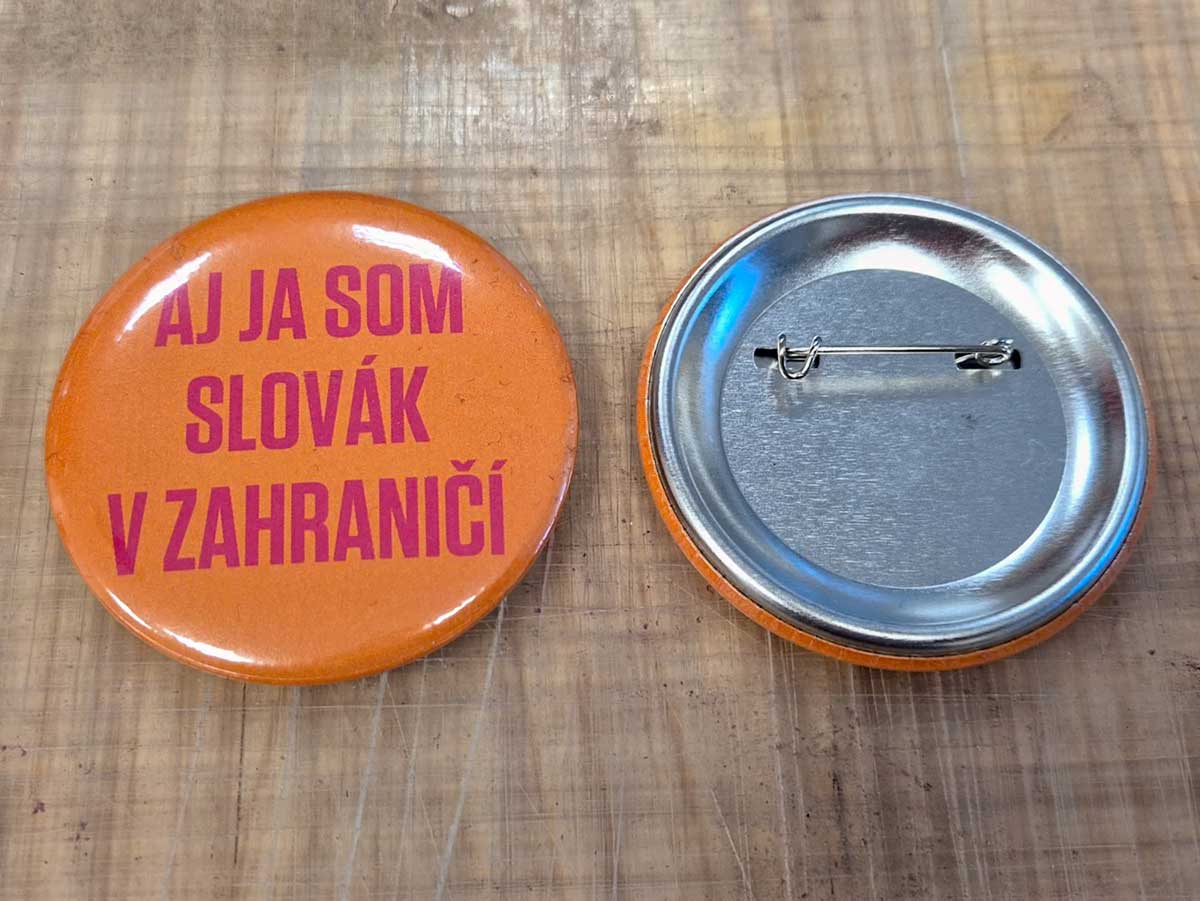 AJ JA SOM
SLOVÁK
V ZAHRANIČÍ